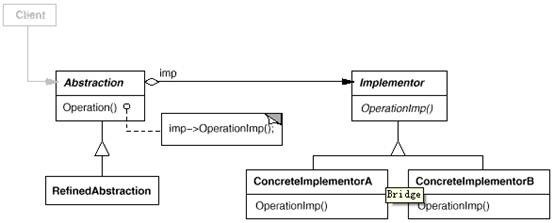 Client
imp
Abstraction
Implementor
Operation()
OperationImp()
imp->OperationImp();
RefinedAbstraction
ConcreteImplementorA
ConcreteImplementorB
Bridge
OperationImp()
OperationImp()